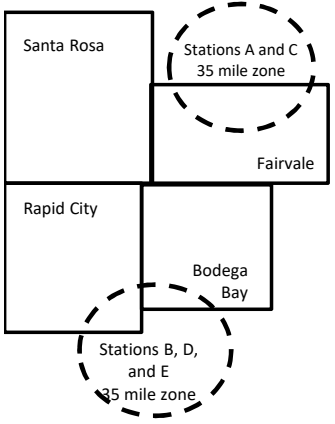 Santa Rosa
Stations A and C
35 mile zone
Fairvale
Rapid City
Bodega
Bay
Stations B, D,
and E
35 mile zone